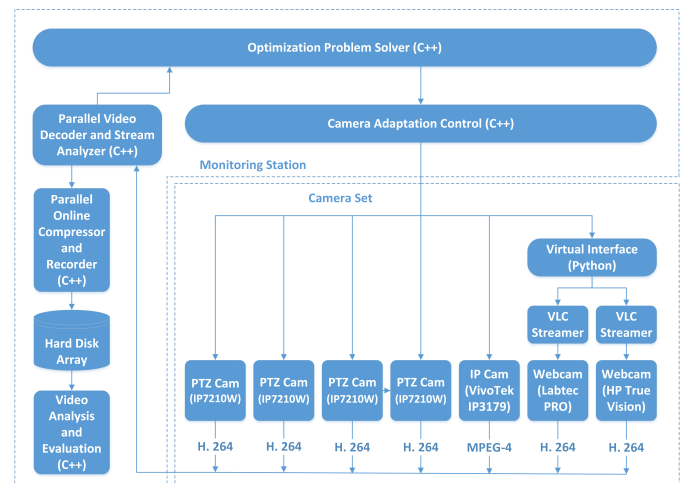 Optimization Problem Solver (C++)
Parallel Video
Decoder and Stream
Analyzer (C++)
Camera Adaptation Control (C++)
Monitoring Station
Parallel
Online
Compressor
and
Recorder
(C++)
Camera Set
Virtual Interface
(Python)
Hard Disk
Array
VLC
Streamer
VLC
Streamer
PTZ Cam
(IP7210W)
PTZ Cam
(IP7210W)
PTZ Cam
(IP7210W)
PTZ Cam
(IP7210W)
IP Cam
(VivoTek
IP3179)
Webcam
(Labtec
PRO)
Webcam
(HP True
Vision)
Video
Analysis
and
Evaluation
(C++)
H. 264
H. 264
H. 264
H. 264
MPEG-4
H. 264
H. 264